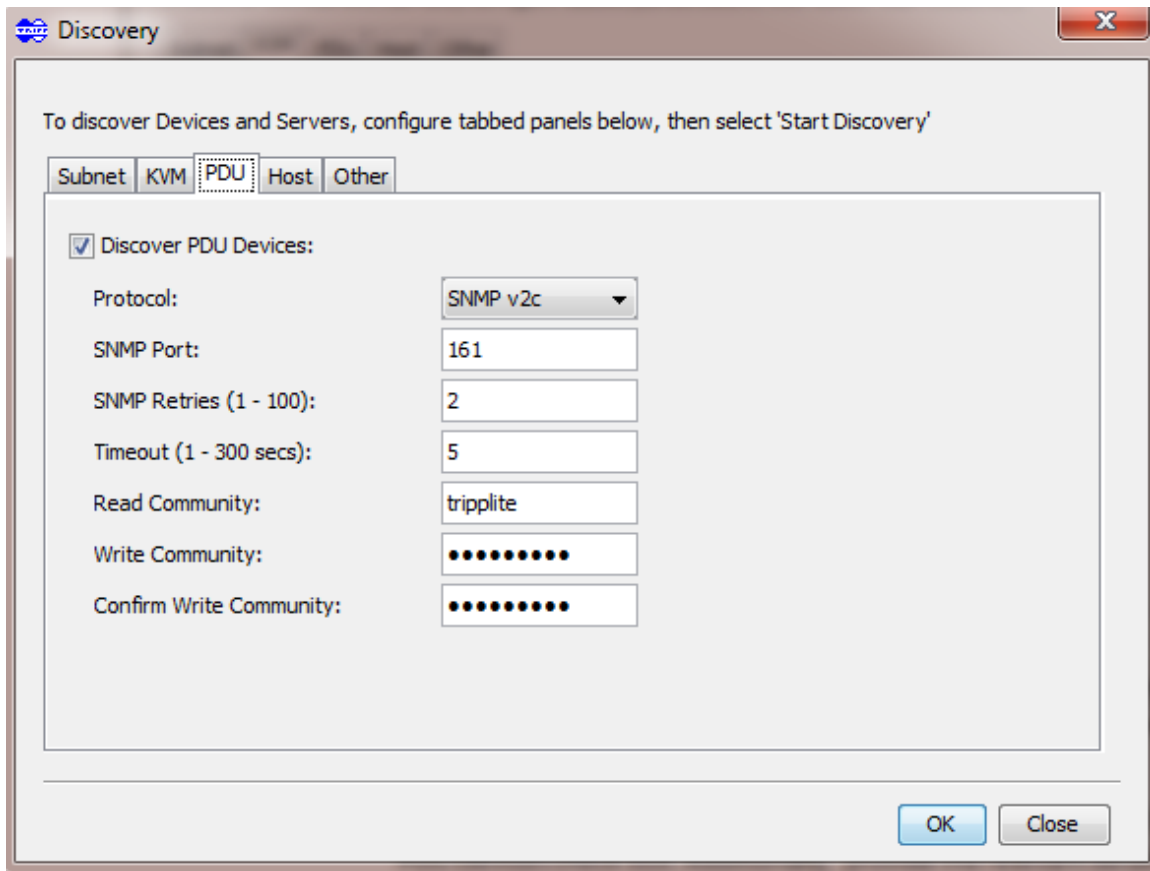 Discovery
To discover Devices and Servers, configure tabbed panels below, then select 'Start Discovery'
Subnet KVM PDU Host Other
Discover PDU Devices:
Protocol: SNMP v2c
SNMP Port: 161
SNMP Retries (1 - 100): 2
Timeout (1 - 300 secs): 5
Read Community: tripplite
Write Community: ●●●●●●●●●
Confirm Write Community: ●●●●●●●●●
OK Close